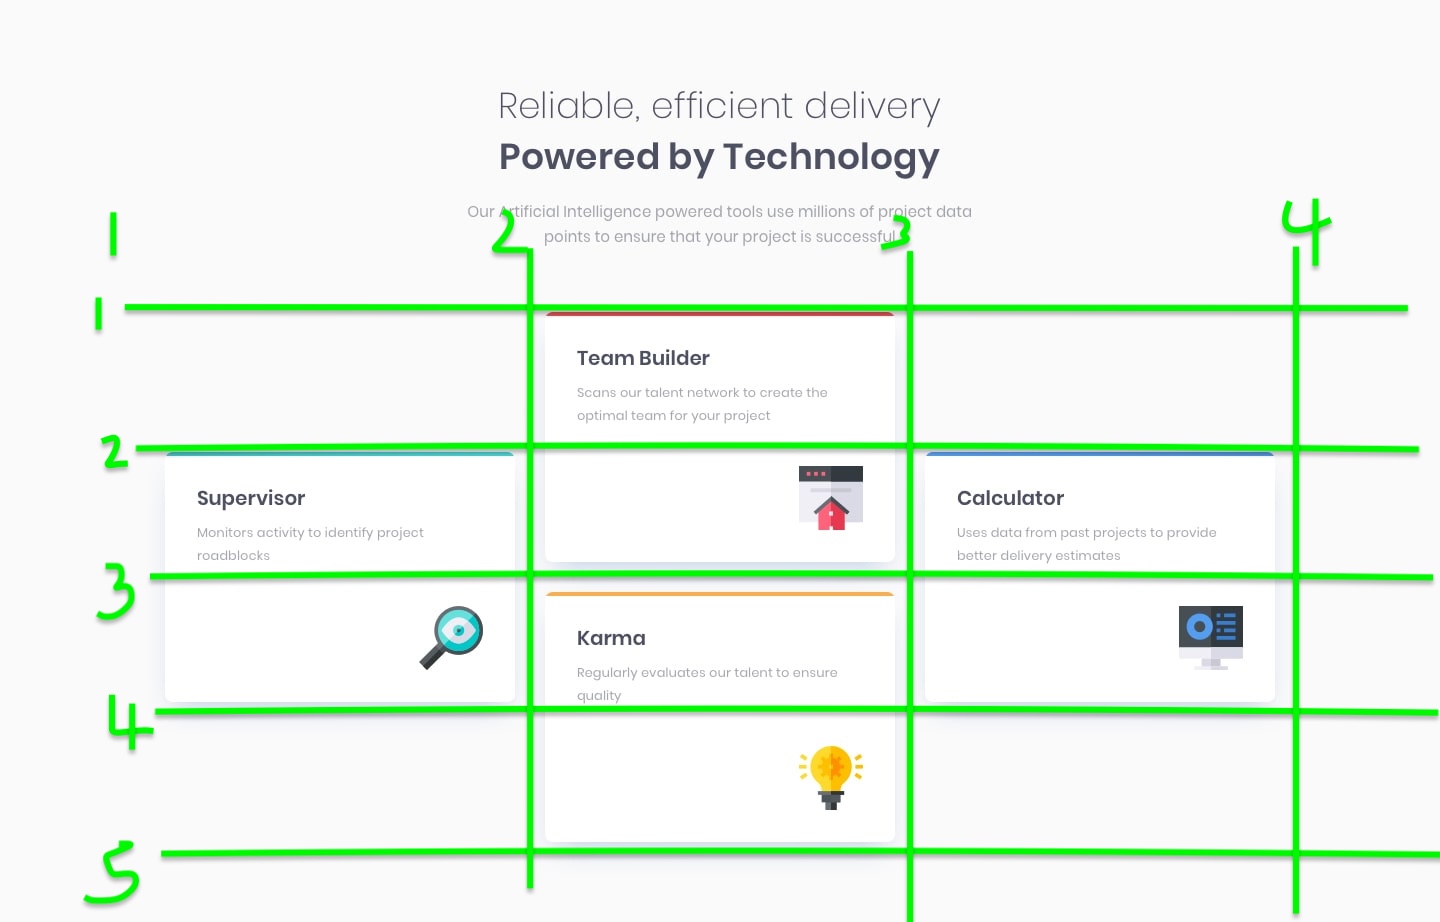 Reliable, efficient delivery
Powered by Technology
Our Artificial Intelligence powered tools use millions of project data
points to ensure that your project is successful
1 2 3 4
1
Team Builder
Scans our talent network to create the
optimal team for your project
2
Supervisor
Monitors activity to identify project
roadblocks
Calculator
Uses data from past projects to provide
better delivery estimates
3
Karma
Regularly evaluates our talent to ensure
quality
4
5